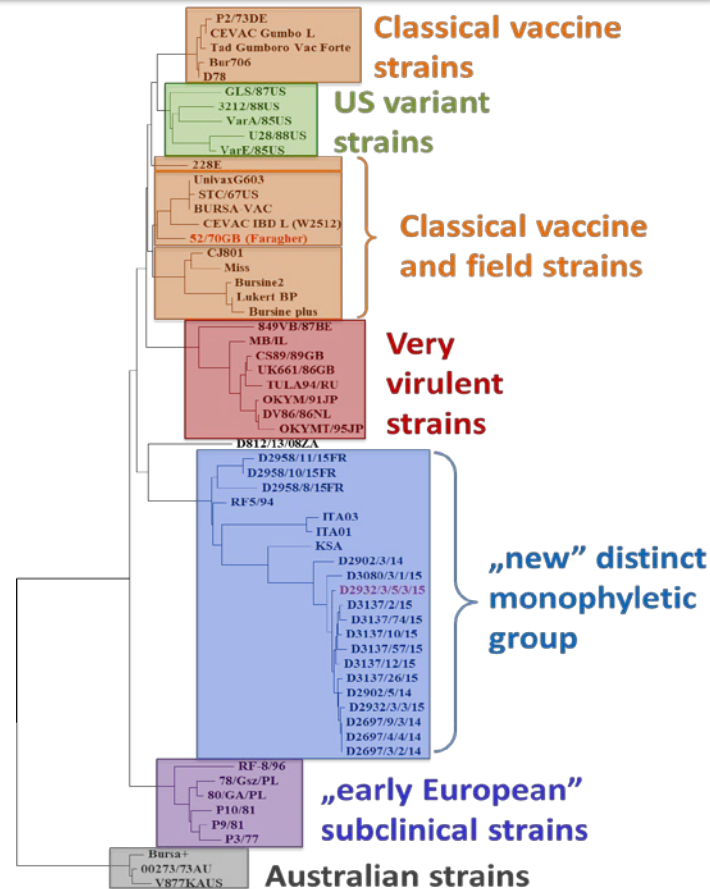 P2/73DE
CEVAC Gumbo L
Tad Gumboro Vac Forte
Bur706
D78
Classical vaccine
strains
GLS/87US
3212/88US
VarA/85US
U28/88US
VarE/85US
US variant
strains
228E
UnivaxG603
STC/67US
BURSA-VAC
CEVAC IBD L (W2512)
52/70GB (Faragher)
CJ801
Miss
Bursine2
Lukert BP
Bursine plus
Classical vaccine
and field strains
849VB/87BE
MB/IL
CS89/89GB
UK661/86GB
TULA94/RU
OKYM/91JP
DV86/86NL
OKYMT/95JP
Very
virulent
strains
D812/13/08ZA
D2958/11/15FR
D2958/10/15FR
D2958/8/15FR
RF5/94
ITA03
ITA01
KSA
D2902/3/14
D3080/3/1/15
D2932/3/5/3/15
D3137/2/15
D3137/74/15
D3137/10/15
D3137/57/15
D3137/12/15
D3137/26/15
D2902/5/14
D2932/3/3/15
D2697/9/3/14
D2697/4/4/14
D2697/3/2/14
„new” distinct
monophyletic
group
RF-8/96
78/Gsz/PL
80/GA/PL
P10/81
P9/81
P3/77
„early European”
subclinical strains
Bursa+
00273/73AU
V877KAUS
Australian strains